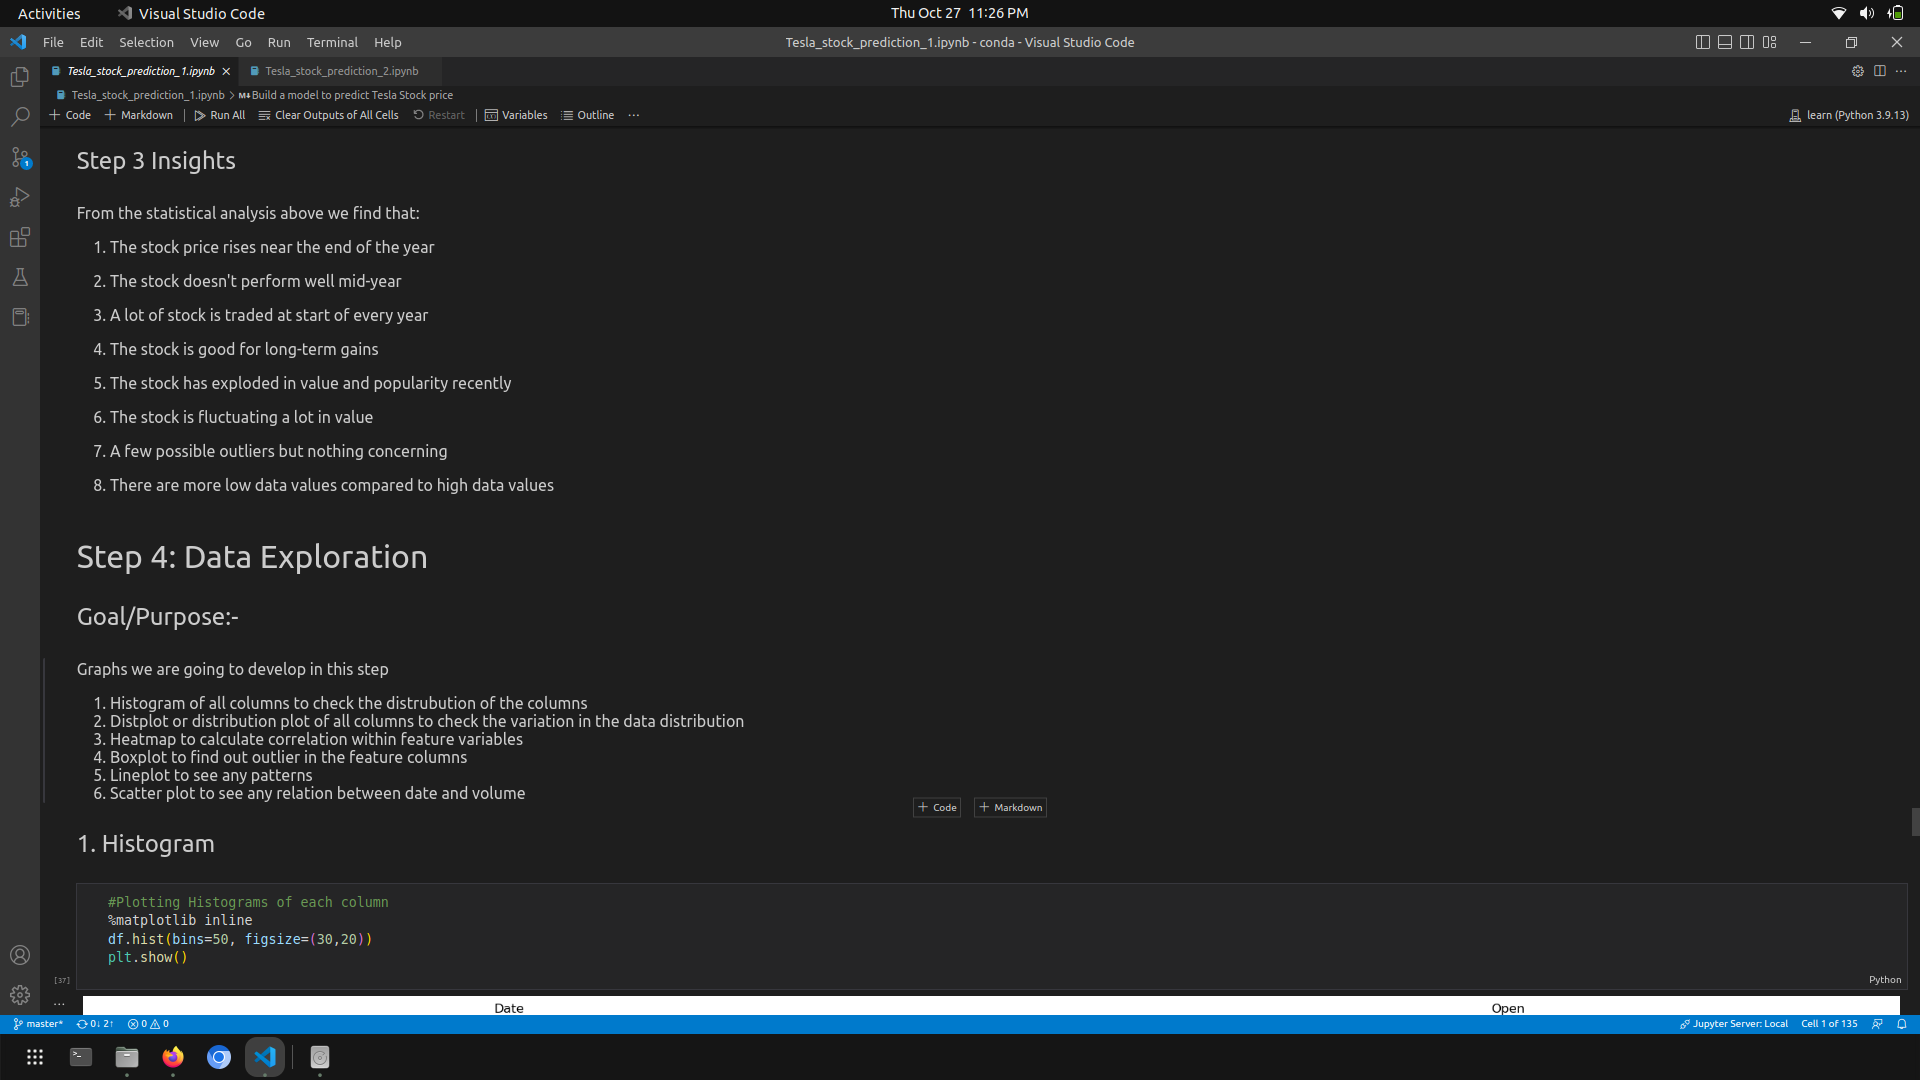 Activities
Visual Studio Code
Thu Oct 27 11:26 PM
File Edit Selection View Go Run Terminal Help
Tesla_stock_prediction_1.ipynb - conda - Visual Studio Code
Tesla_stock_prediction_1.ipynb
Tesla_stock_prediction_2.ipynb
Tesla_stock_prediction_1.ipynb > M↓ Build a model to predict Tesla Stock price
+ Code + Markdown | Run All Clear Outputs of All Cells Restart | Variables Outline ...
learn (Python 3.9.13)
1
Step 3 Insights
From the statistical analysis above we find that:
1. The stock price rises near the end of the year
2. The stock doesn't perform well mid-year
3. A lot of stock is traded at start of every year
4. The stock is good for long-term gains
5. The stock has exploded in value and popularity recently
6. The stock is fluctuating a lot in value
7. A few possible outliers but nothing concerning
8. There are more low data values compared to high data values
Step 4: Data Exploration
Goal/Purpose:-
Graphs we are going to develop in this step
1. Histogram of all columns to check the distrubution of the columns
2. Distplot or distribution plot of all columns to check the variation in the data distribution
3. Heatmap to calculate correlation within feature variables
4. Boxplot to find out outlier in the feature columns
5. Lineplot to see any patterns
6. Scatter plot to see any relation between date and volume
+ Code + Markdown
1. Histogram
#Plotting Histograms of each column
%matplotlib inline
df.hist(bins=50, figsize=(30,20))
plt.show()
[37]
Python
...
Date
Open
master* 0↓ 2↑ 0 0
Jupyter Server: Local Cell 1 of 135